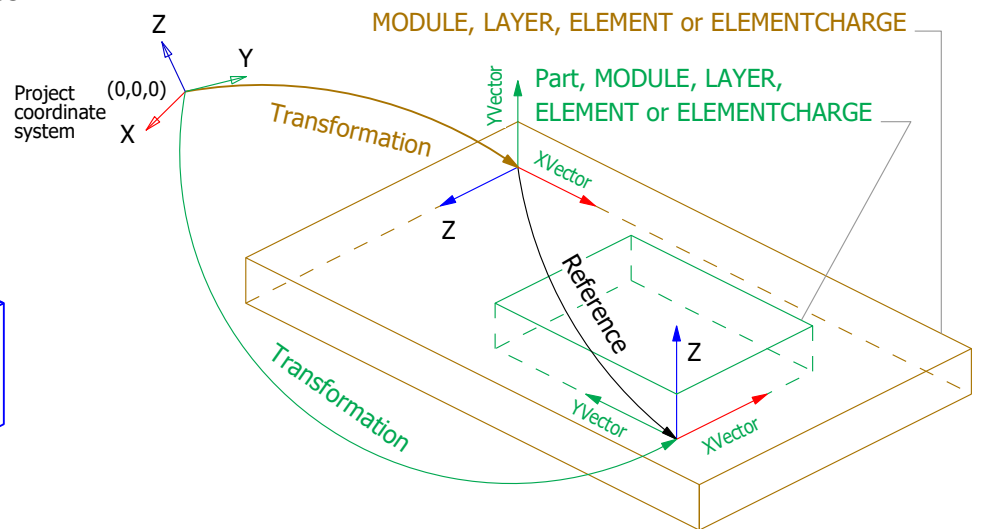 MODULE, LAYER, ELEMENT or ELEMENTCHARGE
Z
Y
Project
coordinate
system
(0,0,0)
X
Transformation
YVector
Part, MODULE, LAYER,
ELEMENT or ELEMENTCHARGE
XVector
Z
Reference
Z
Transformation
YVector
XVector